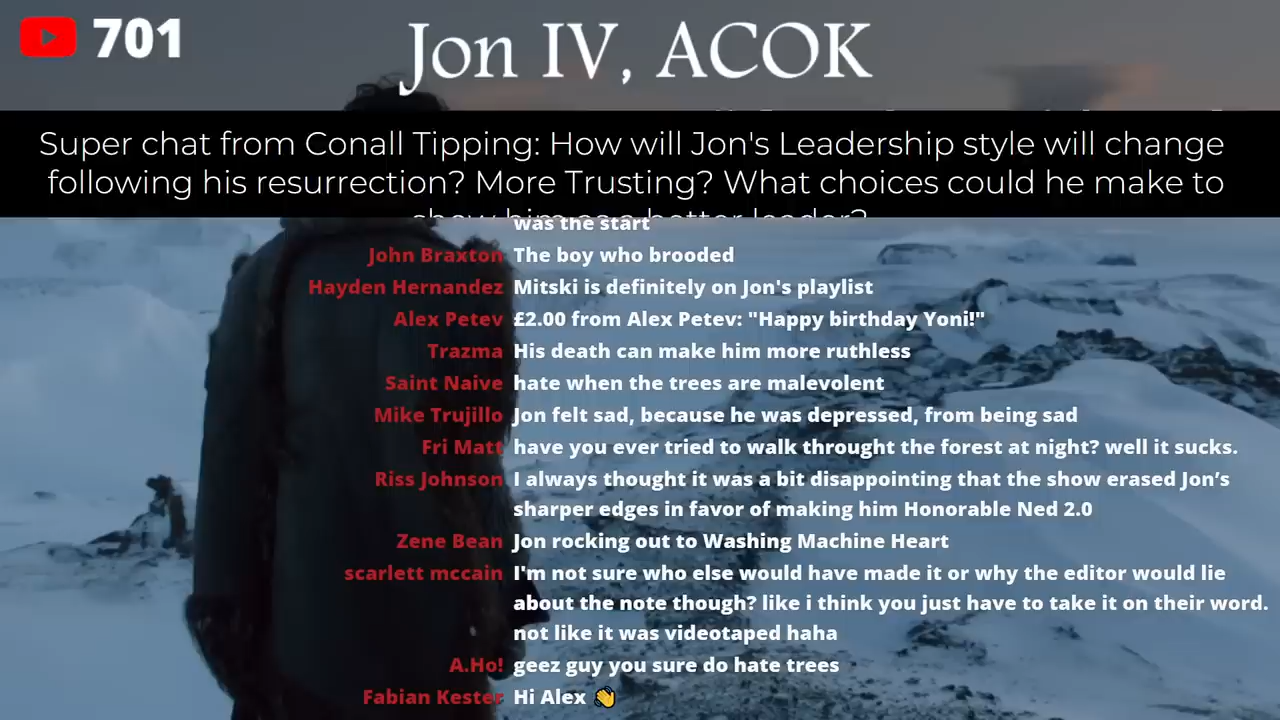 701
Jon IV, ACOK
Super chat from Conall Tipping: How will Jon's Leadership style will change
following his resurrection? More Trusting? What choices could he make to
show him as a better leader?
was the start
John Braxton The boy who brooded
Hayden Hernandez Mitski is definitely on Jon's playlist
Alex Petev £2.00 from Alex Petev: "Happy birthday Yoni!"
Trazma His death can make him more ruthless
Saint Naive hate when the trees are malevolent
Mike Trujillo Jon felt sad, because he was depressed, from being sad
Fri Matt have you ever tried to walk throught the forest at night? well it sucks.
Riss Johnson I always thought it was a bit disappointing that the show erased Jon’s
sharper edges in favor of making him Honorable Ned 2.0
Zene Bean Jon rocking out to Washing Machine Heart
scarlett mccain I'm not sure who else would have made it or why the editor would lie
about the note though? like i think you just have to take it on their word.
not like it was videotaped haha
A.Ho! geez guy you sure do hate trees
Fabian Kester Hi Alex 👋